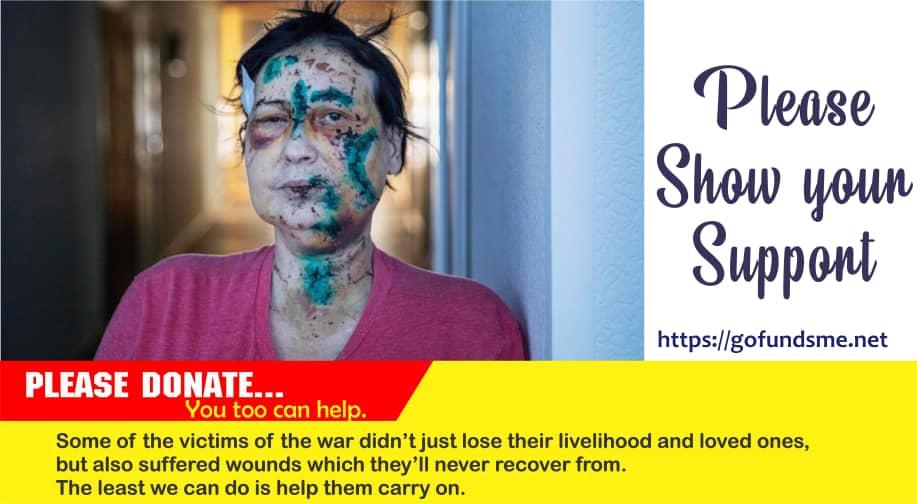 Please
Show your
Support
https://gofundsme.net
PLEASE DONATE...
You too can help.
Some of the victims of the war didn’t just lose their livelihood and loved ones,
but also suffered wounds which they’ll never recover from.
The least we can do is help them carry on.